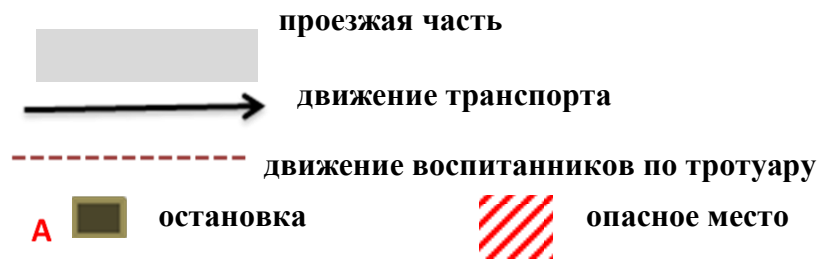 проезжая часть
движение транспорта
движение воспитанников по тротуару
А остановка опасное место